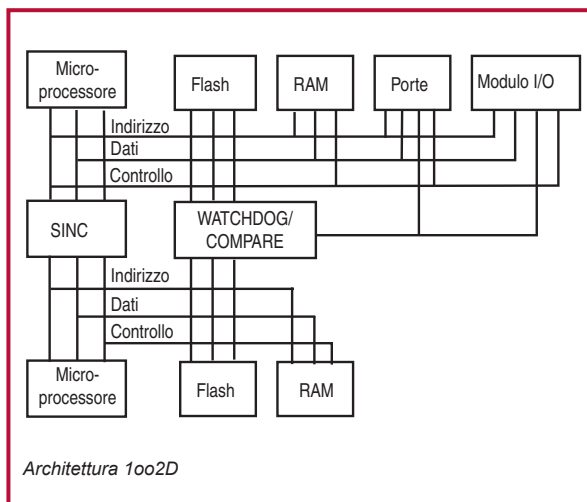 Micro-
processore
Flash
RAM
Porte
Modulo I/O
Indirizzo
Dati
Controllo
SINC
WATCHDOG/
COMPARE
Indirizzo
Dati
Controllo
Micro-
processore
Flash
RAM
Architettura 1oo2D